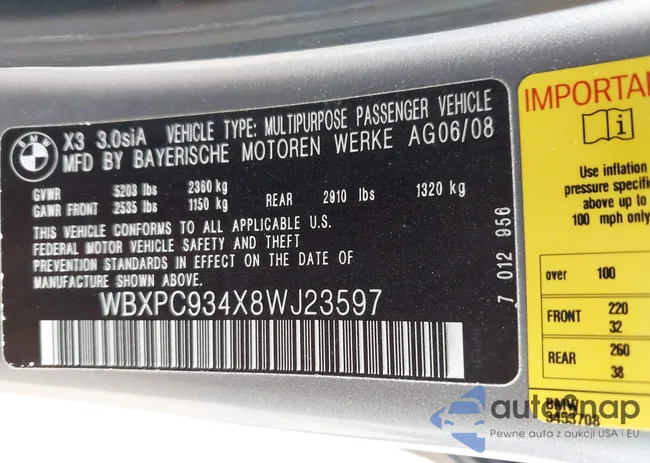 BMW
X3 3.0siA VEHICLE TYPE: MULTIPURPOSE PASSENGER VEHICLE
MFD BY BAYERISCHE MOTOREN WERKE AG06/08
GVWR 5203 lbs 2360 kg
GAWR FRONT 2535 lbs 1150 kg REAR 2910 lbs 1320 kg
THIS VEHICLE CONFORMS TO ALL APPLICABLE U.S.
FEDERAL MOTOR VEHICLE SAFETY AND THEFT
PREVENTION STANDARDS IN EFFECT ON THE DATE OF
MANUFACTURE SHOWN ABOVE.
WBXPC934X8WJ23597
7 012 956
IMPORTAN
i
Use inflation
pressure specifi
above up to
100 mph only
over 100
FRONT 220
32
REAR 260
38
BMW
3453708
autosnap
Pewne auta z aukcji USA i EU